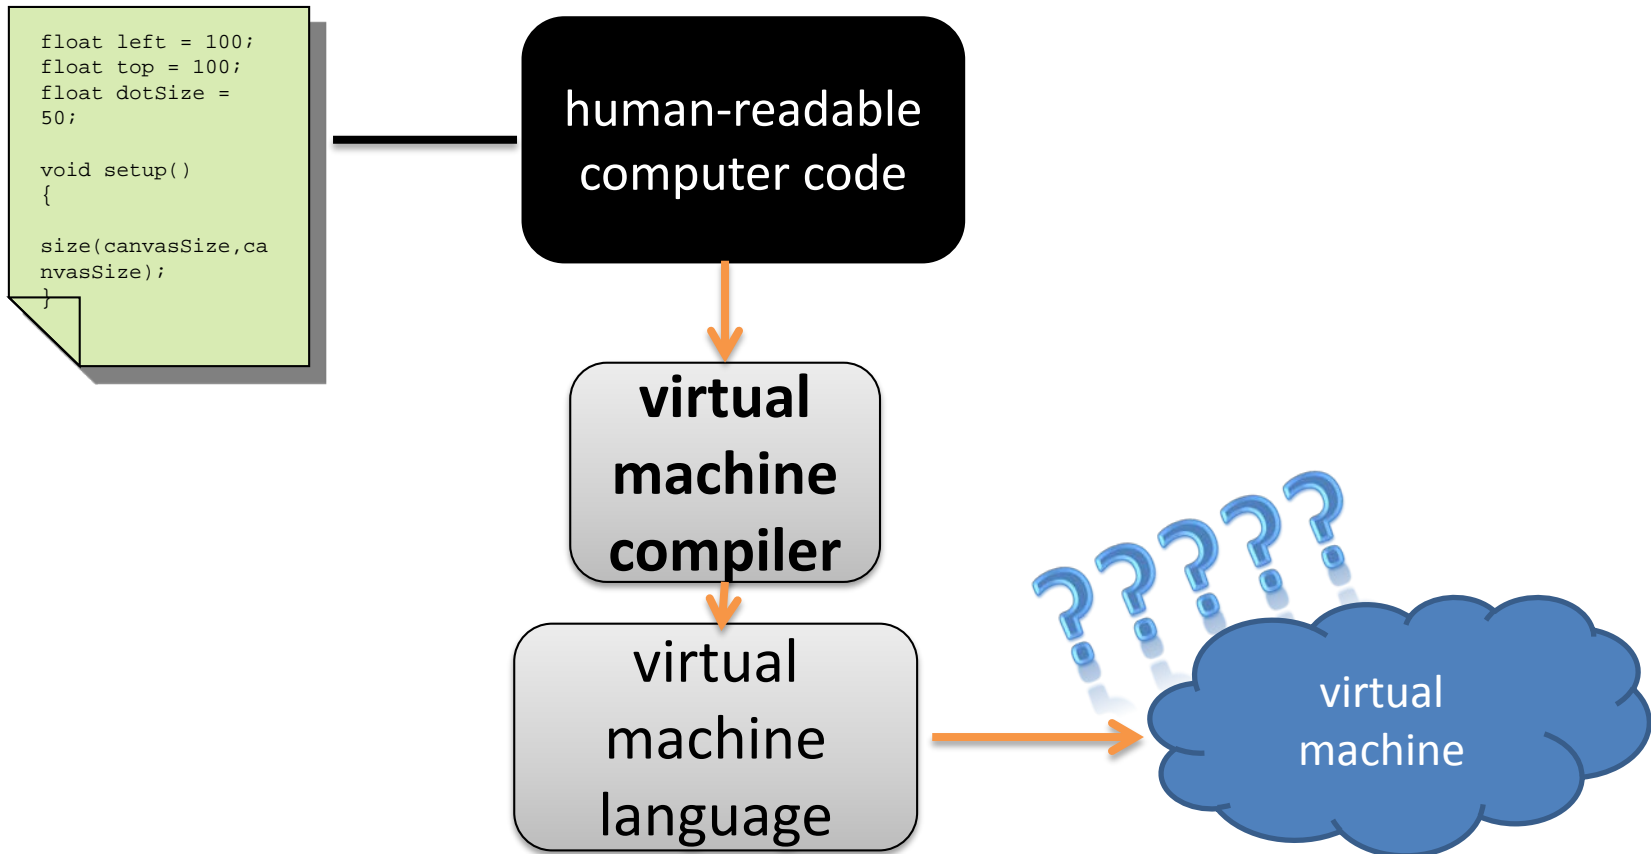 float left = 100;
float top = 100;
float dotSize =
50;
void setup()
{
size(canvasSize,ca
nvasSize);
}
human-readable
computer code
virtual
machine
compiler
virtual
machine
language
?????
virtual
machine